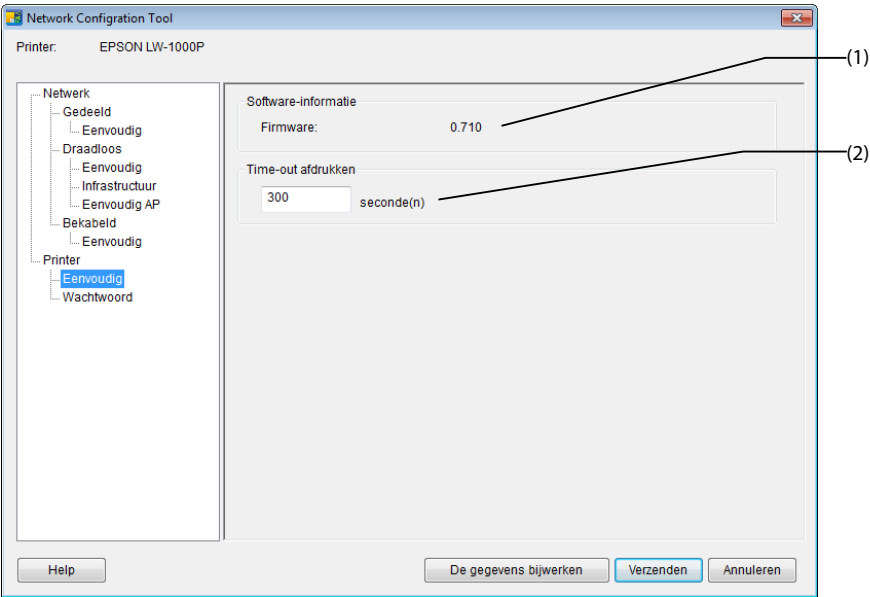 Network Configration Tool
Printer: EPSON LW-1000P
(1)
Netwerk
Gedeeld
Eenvoudig
Draadloos
Eenvoudig
Infrastructuur
Eenvoudig AP
Bekabeld
Eenvoudig
Printer
Eenvoudig
Wachtwoord
Software-informatie
Firmware: 0.710
(2)
Time-out afdrukken
300 seconde(n)
Help
De gegevens bijwerken
Verzenden
Annuleren